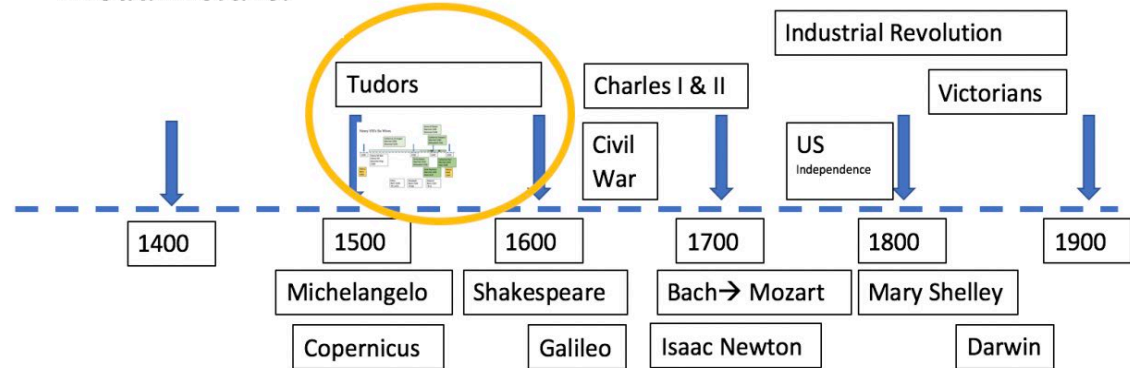 Industrial Revolution
Tudors
Charles I & II
Victorians
Civil
War
US
Independence
1400
1500
1600
1700
1800
1900
Michelangelo
Shakespeare
Bach→ Mozart
Mary Shelley
Copernicus
Galileo
Isaac Newton
Darwin